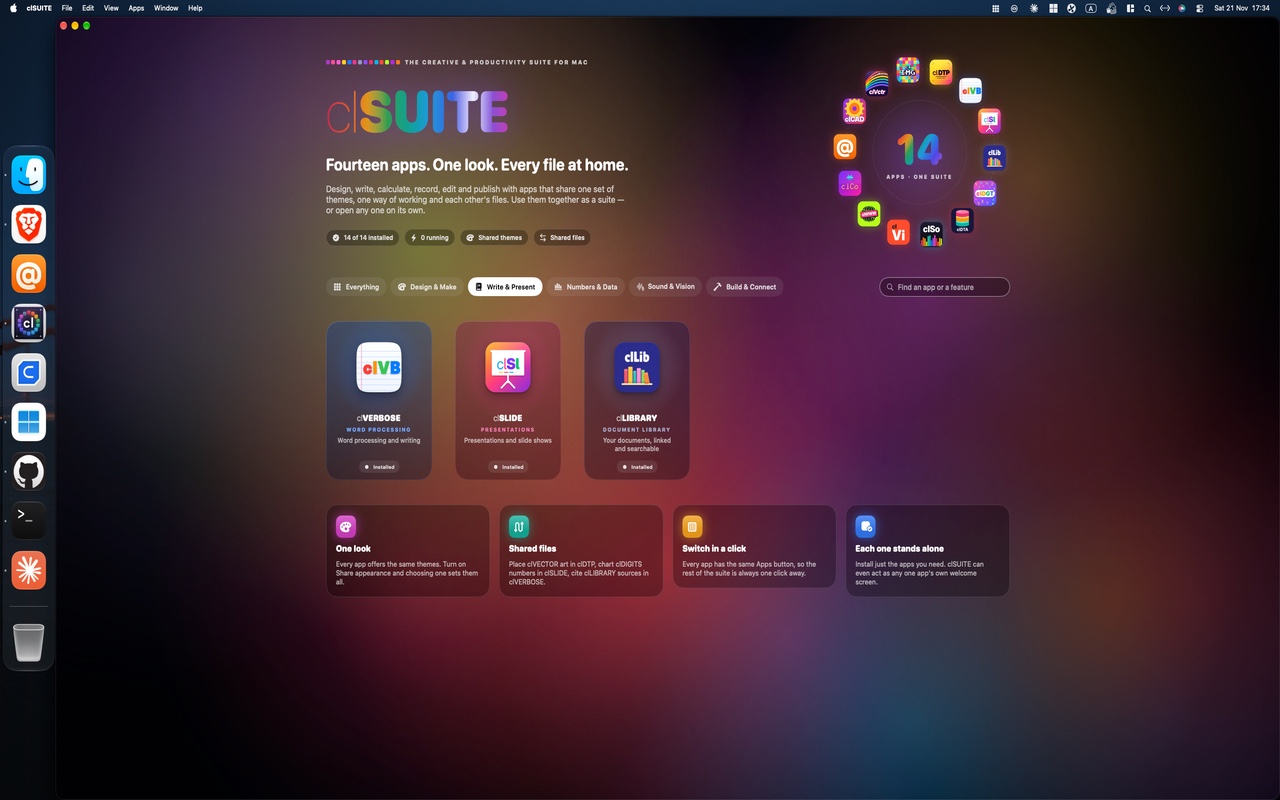 clSUITE File Edit View Apps Window Help
A
Sat 21 Nov 17:34
THE CREATIVE & PRODUCTIVITY SUITE FOR MAC
cl|SUITE
Fourteen apps. One look. Every file at home.
Design, write, calculate, record, edit and publish with apps that share one set of
themes, one way of working and each other's files. Use them together as a suite —
or open any one on its own.
14 of 14 installed
0 running
Shared themes
Shared files
14
APPS · ONE SUITE
IMG
clDTP
clVB
clSl
clLib
clDGT
clDTA
clSo
Vi
clCo
@
clCAD
clVctr
Everything
Design & Make
Write & Present
Numbers & Data
Sound & Vision
Build & Connect
Find an app or a feature
clVB
clVERBOSE
WORD PROCESSING
Word processing and writing
Installed
clSl
clSLIDE
PRESENTATIONS
Presentations and slide shows
Installed
clLib
clLIBRARY
DOCUMENT LIBRARY
Your documents, linked
and searchable
Installed
One look
Every app offers the same themes. Turn on
Share appearance and choosing one sets them
all.
Shared files
Place clVECTOR art in clDTP, chart clDIGITS
numbers in clSLIDE, cite clLIBRARY sources in
clVERBOSE.
Switch in a click
Every app has the same Apps button, so the
rest of the suite is always one click away.
Each one stands alone
Install just the apps you need. clSUITE can
even act as any one app's own welcome
screen.
@
cl
C
>_